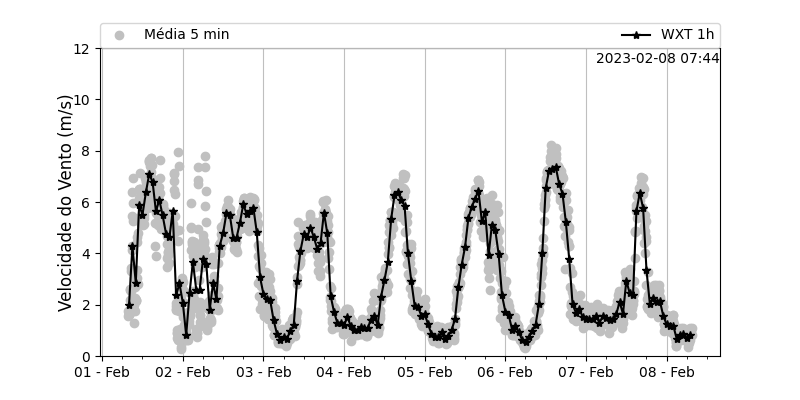 Média 5 min
WXT 1h
2023-02-08 07:44
Velocidade do Vento (m/s)
12
10
8
6
4
2
0
01 - Feb
02 - Feb
03 - Feb
04 - Feb
05 - Feb
06 - Feb
07 - Feb
08 - Feb